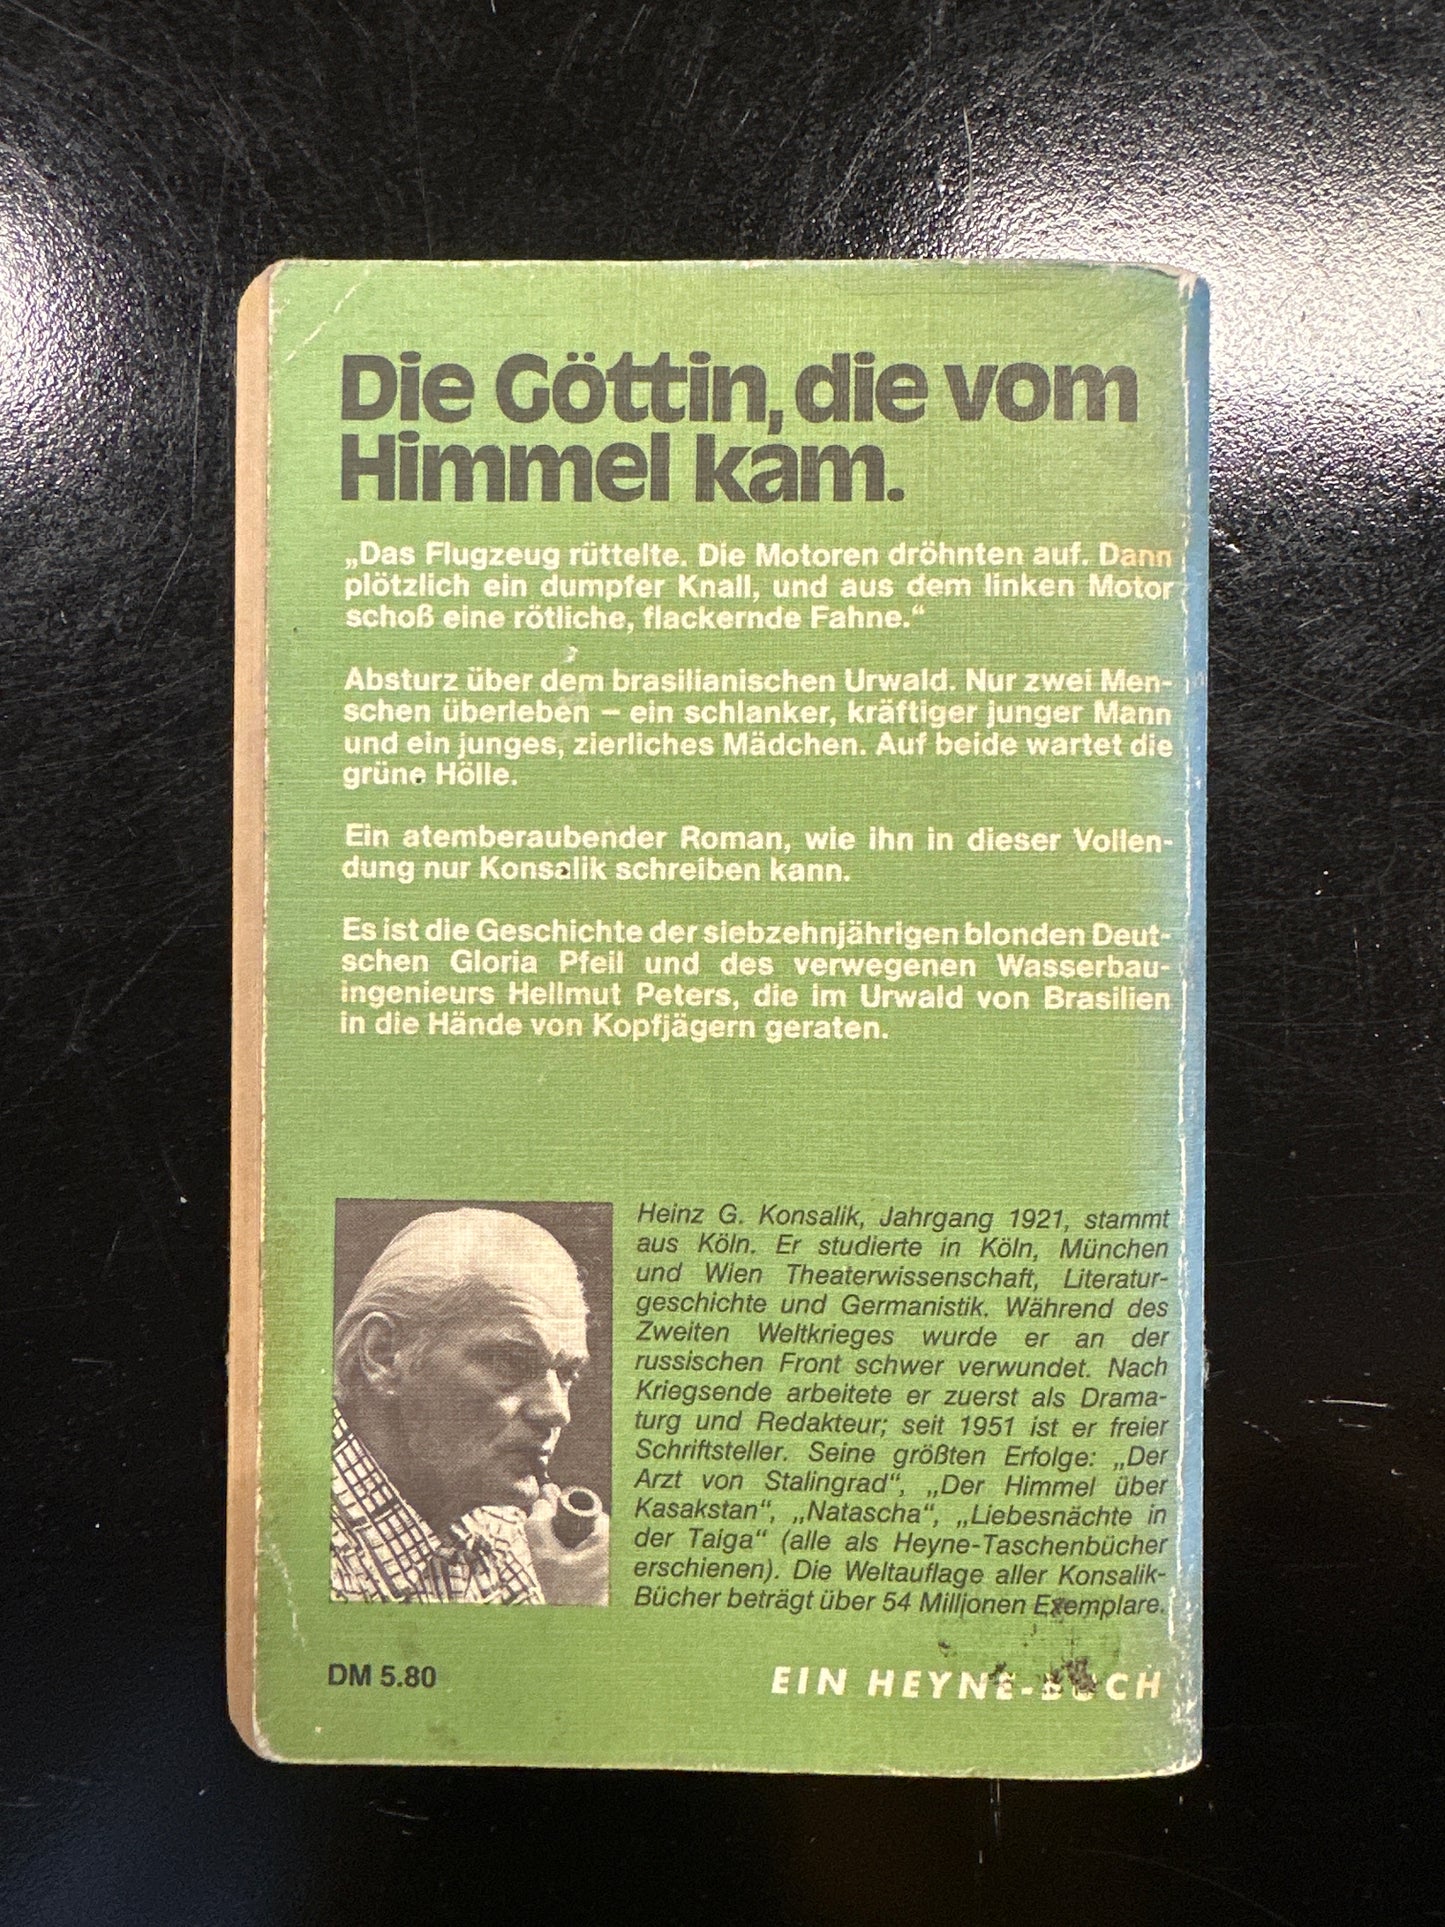 Die Göttin, die vom
Himmel kam.
„Das Flugzeug rüttelte. Die Motoren dröhnten auf. Dann
plötzlich ein dumpfer Knall, und aus dem linken Motor
schoß eine rötliche, flackernde Fahne.“
Absturz über dem brasilianischen Urwald. Nur zwei Men-
schen überleben – ein schlanker, kräftiger junger Mann
und ein junges, zierliches Mädchen. Auf beide wartet die
grüne Hölle.
Ein atemberaubender Roman, wie ihn in dieser Vollen-
dung nur Konsalik schreiben kann.
Es ist die Geschichte der siebzehnjährigen blonden Deut-
schen Gloria Pfeil und des verwegenen Wasserbau-
ingenieurs Hellmut Peters, die im Urwald von Brasilien
in die Hände von Kopfjägern geraten.
Heinz G. Konsalik, Jahrgang 1921, stammt
aus Köln. Er studierte in Köln, München
und Wien Theaterwissenschaft, Literatur-
geschichte und Germanistik. Während des
Zweiten Weltkrieges wurde er an der
russischen Front schwer verwundet. Nach
Kriegsende arbeitete er zuerst als Drama-
turg und Redakteur; seit 1951 ist er freier
Schriftsteller. Seine größten Erfolge: „Der
Arzt von Stalingrad“, „Der Himmel über
Kasakstan“, „Natascha“, „Liebesnächte in
der Taiga“ (alle als Heyne-Taschenbücher
erschienen). Die Weltauflage aller Konsalik-
Bücher beträgt über 54 Millionen Exemplare.
DM 5.80
EIN HEYNE-BUCH